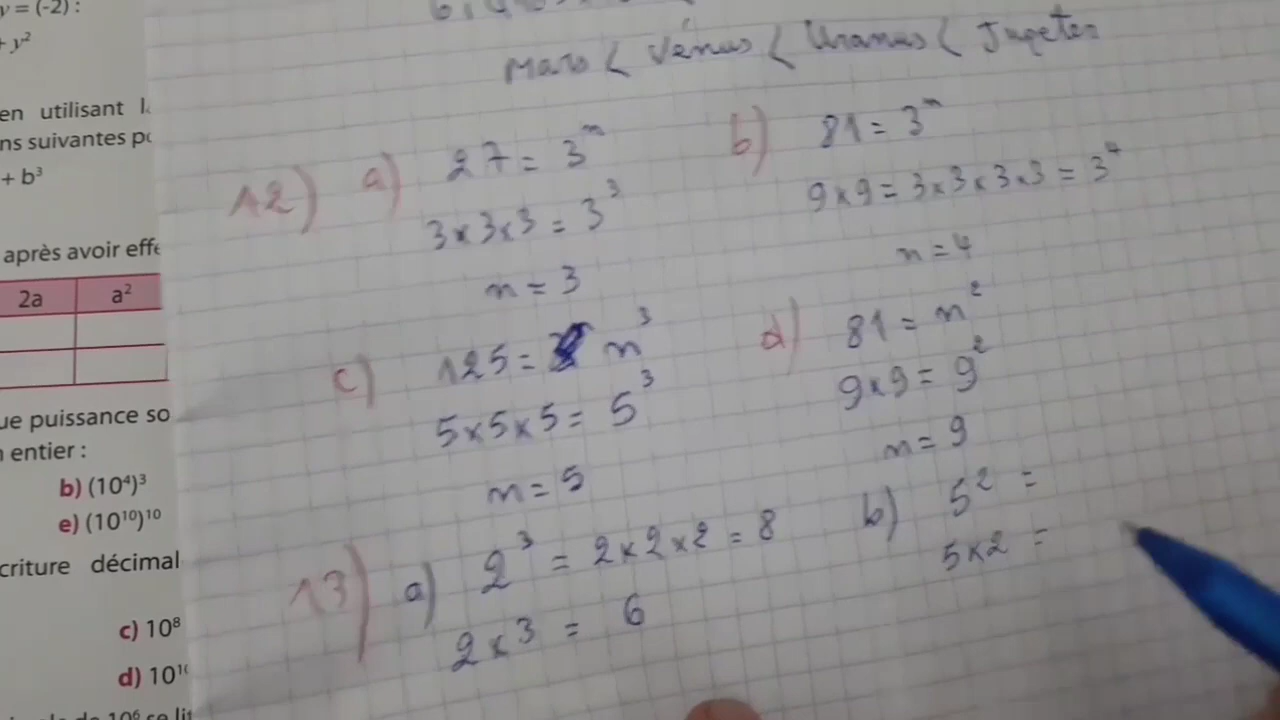 y = (-2) :
+ y²
en utilisant
ns suivantes
+ b³
après avoir effe
2a a²
ue puissance so
n entier :
b) (10⁴)³
e) (10¹⁰)¹⁰
criture décimal
c) 10⁸
d) 10¹⁰
Mars < Vénus < Uranus < Jupeter
12) a) 27 = 3ⁿ
3 × 3 × 3 = 3³
n = 3
b) 81 = 3ⁿ
9 × 9 = 3 × 3 × 3 × 3 = 3⁴
n = 4
c) 125 = n³
5 × 5 × 5 = 5³
n = 5
d) 81 = n²
9 × 9 = 9²
n = 9
13) a) 2³ = 2 × 2 × 2 = 8
2 × 3 = 6
b) 5² =
5 × 2 =